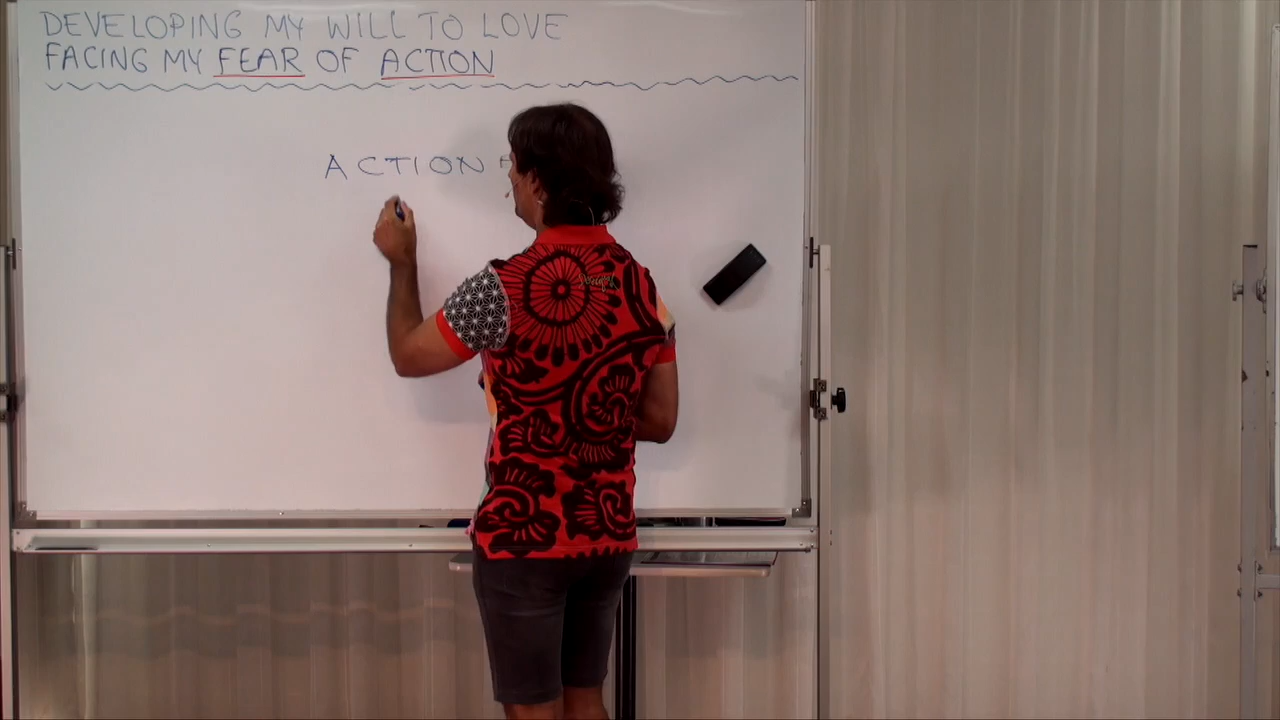 DEVELOPING MY WILL TO LOVE
FACING MY FEAR OF ACTION
ACTION